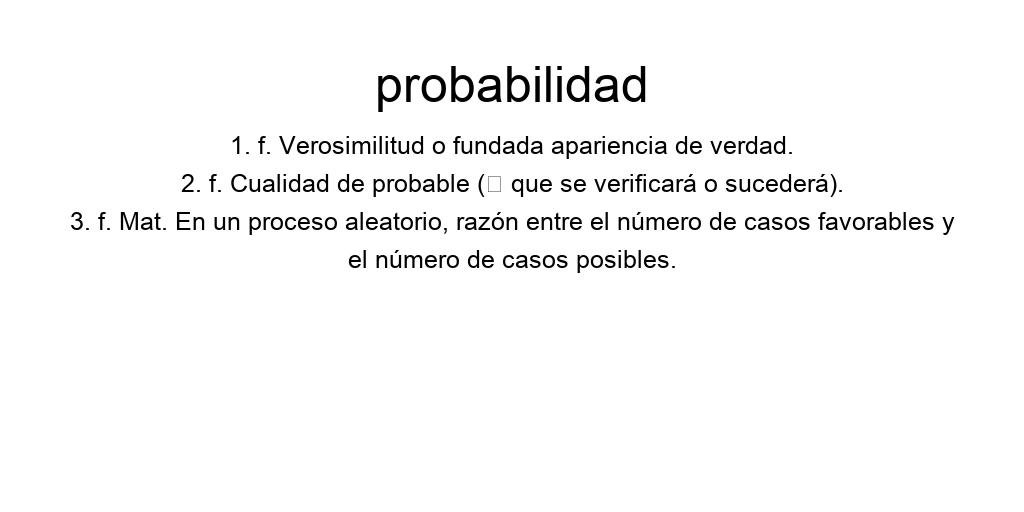 probabilidad
1. f. Verosimilitud o fundada apariencia de verdad.
2. f. Cualidad de probable (□ que se verificará o sucederá).
3. f. Mat. En un proceso aleatorio, razón entre el número de casos favorables y
el número de casos posibles.